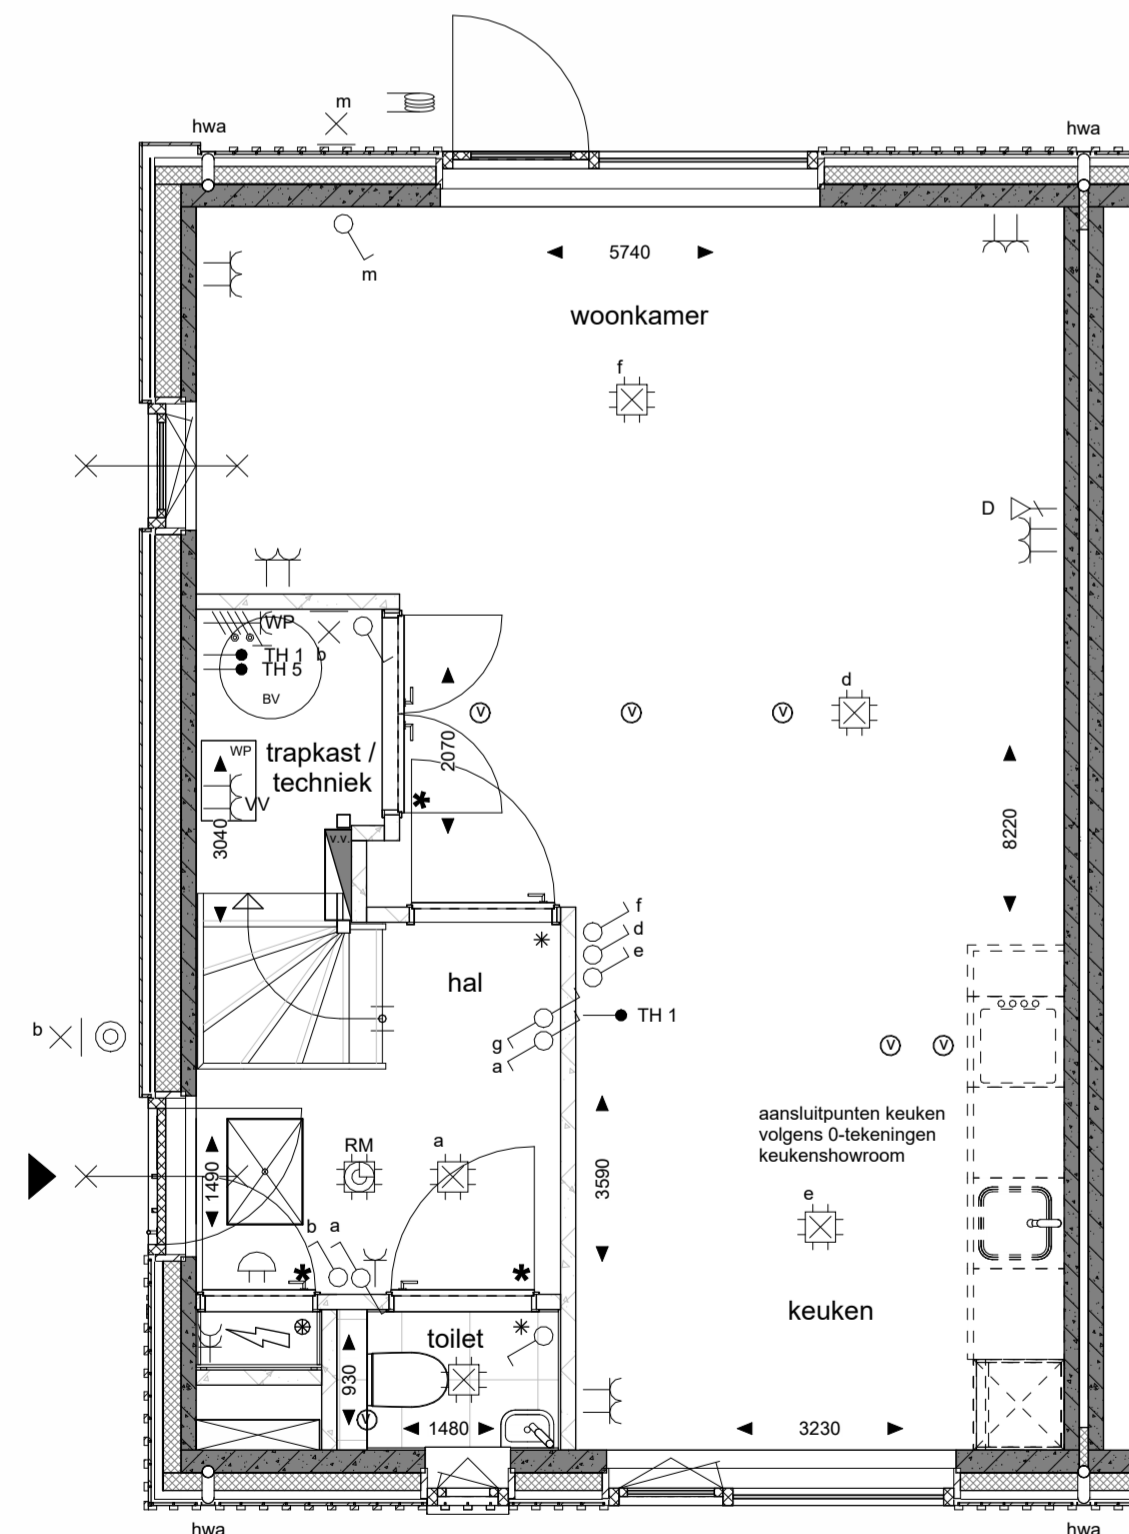 m
hwa
hwa
m
5740
woonkamer
f
D
WP
TH 1
b
TH 5
BV
d
v
v
v
2070
WP
trapkast /
techniek
VV
3040
v.v.
*
8220
f
d
e
hal
*
TH 1
g
a
b
v
v
aansluitpunten keuken
volgens 0-tekeningen
keukenshowroom
RM
a
1490
3590
e
b
a
*
*
keuken
toilet
*
930
v
1480
3230
hwa
hwa